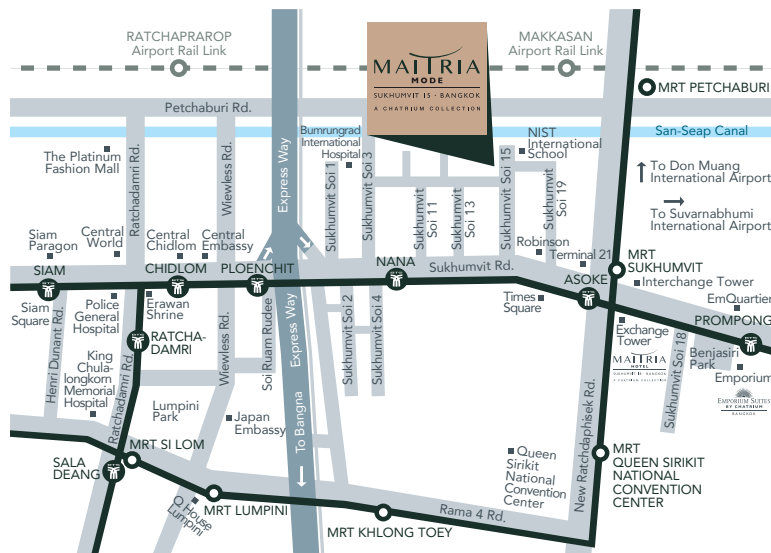 RATCHAPRAROP
Airport Rail Link
MAITRIA
MODE
SUKHUMVIT 15 · BANGKOK
A CHATRIUM COLLECTION
MAKKASAN
Airport Rail Link
MRT PETCHABURI
Petchaburi Rd.
San-Seap Canal
The Platinum
Fashion Mall
Ratchadamri Rd.
Wiewless Rd.
Express Way
Bumrungrad
International
Hospital
Sukhumvit Soi 1
Sukhumvit Soi 3
Sukhumvit
Soi 11
Sukhumvit
Soi 13
Sukhumvit Soi 15
NIST
International
School
Sukhumvit
Soi 19
To Don Muang
International Airport
To Suvarnabhumi
International Airport
Siam
Paragon
Central
World
Central
Chidlom
Central
Embassy
Robinson
Terminal 21
MRT
SUKHUMVIT
SIAM
CHIDLOM
PLOENCHIT
NANA
Sukhumvit Rd.
ASOKE
Interchange Tower
Siam
Square
Henri Dunant Rd.
Police
General
Hospital
Erawan
Shrine
RATCHA-
DAMRI
Wiewless Rd.
Soi Ruam Rudee
Express Way
Sukhumvit Soi 2
Sukhumvit Soi 4
Times
Square
Exchange
Tower
EmQuartier
PROMPONG
King
Chula-
longkorn
Memorial
Hospital
Ratchadamri Rd.
Lumpini
Park
Japan
Embassy
To Bangna
MAITRIA
HOTEL
SUKHUMVIT 18 · BANGKOK
A CHATRIUM COLLECTION
Sukhumvit Soi 18
Benjasiri
Park
Emporium
EMPORIUM SUITES
BY CHATRIUM
BANGKOK
New Ratchdaphisek Rd.
SALA
DEANG
MRT SI LOM
Q House
Lumpini
MRT LUMPINI
MRT KHLONG TOEY
Rama 4 Rd.
Queen
Sirikit
National
Convention
Center
MRT
QUEEN SIRIKIT
NATIONAL
CONVENTION
CENTER